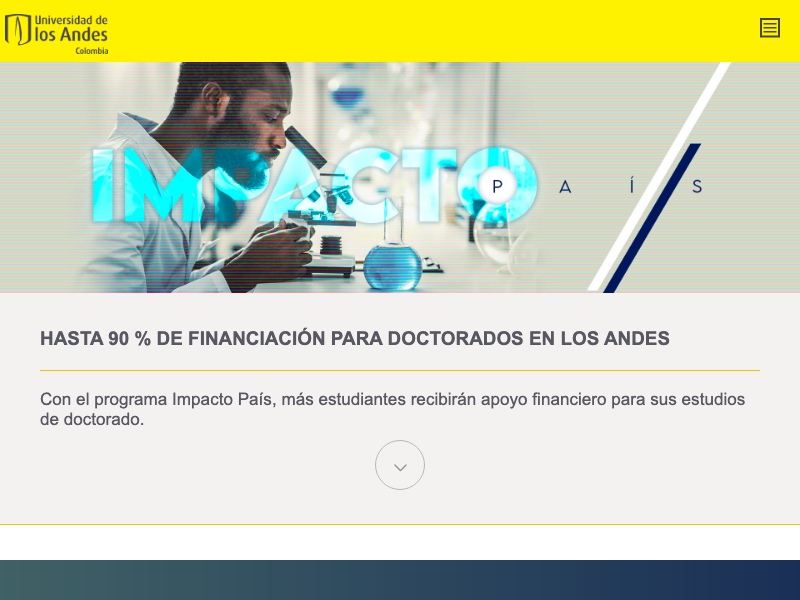 Universidad de
los Andes
Colombia
IMPACTO
PAÍS
HASTA 90 % DE FINANCIACIÓN PARA DOCTORADOS EN LOS ANDES
Con el programa Impacto País, más estudiantes recibirán apoyo financiero para sus estudios
de doctorado.